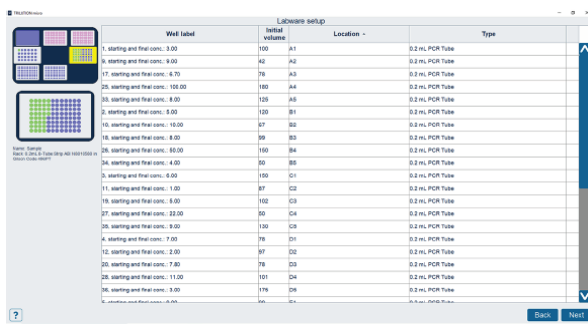 TRILUTION micro
Labware setup
Well label Initial volume Location Type
1, starting and final conc.: 3.00 100 A1 0.2 mL PCR Tube
9, starting and final conc.: 9.00 42 A2 0.2 mL PCR Tube
17, starting and final conc.: 6.70 78 A3 0.2 mL PCR Tube
25, starting and final conc.: 100.00 180 A4 0.2 mL PCR Tube
33, starting and final conc.: 8.00 125 A5 0.2 mL PCR Tube
2, starting and final conc.: 5.00 120 B1 0.2 mL PCR Tube
10, starting and final conc.: 10.00 67 B2 0.2 mL PCR Tube
18, starting and final conc.: 8.00 99 B3 0.2 mL PCR Tube
26, starting and final conc.: 50.00 150 B4 0.2 mL PCR Tube
34, starting and final conc.: 4.00 50 B5 0.2 mL PCR Tube
3, starting and final conc.: 6.00 150 C1 0.2 mL PCR Tube
11, starting and final conc.: 1.00 87 C2 0.2 mL PCR Tube
19, starting and final conc.: 5.00 102 C3 0.2 mL PCR Tube
27, starting and final conc.: 22.00 50 C4 0.2 mL PCR Tube
35, starting and final conc.: 9.00 130 C5 0.2 mL PCR Tube
4, starting and final conc.: 7.00 76 D1 0.2 mL PCR Tube
12, starting and final conc.: 2.00 97 D2 0.2 mL PCR Tube
20, starting and final conc.: 7.80 78 D3 0.2 mL PCR Tube
28, starting and final conc.: 11.00 101 D4 0.2 mL PCR Tube
36, starting and final conc.: 3.00 175 D5 0.2 mL PCR Tube
Name: Sample
?
Back Next